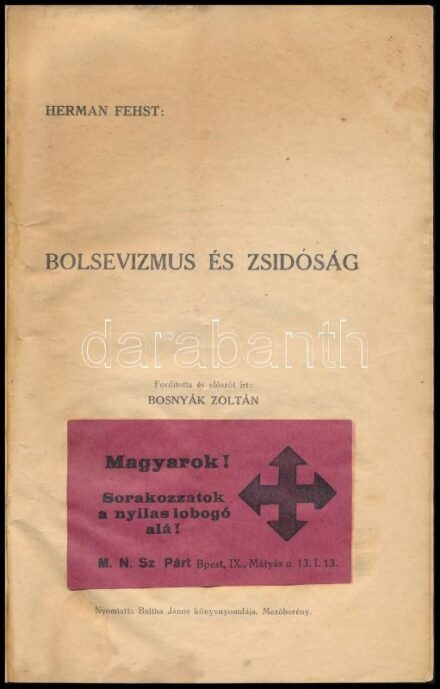 HERMAN FEHST:
BOLSEVIZMUS ÉS ZSIDÓSÁG
darabanth
Fordította és előszót írt:
BOSNYÁK ZOLTÁN
Magyarok!
Sorakozzatok
a nyilas lobogó
alá!
M. N. Sz Párt Bpest, IX., Mátyás u. 13. I. 13.
Nyomtatta Baltha János könyvnyomdája, Mezőberény.